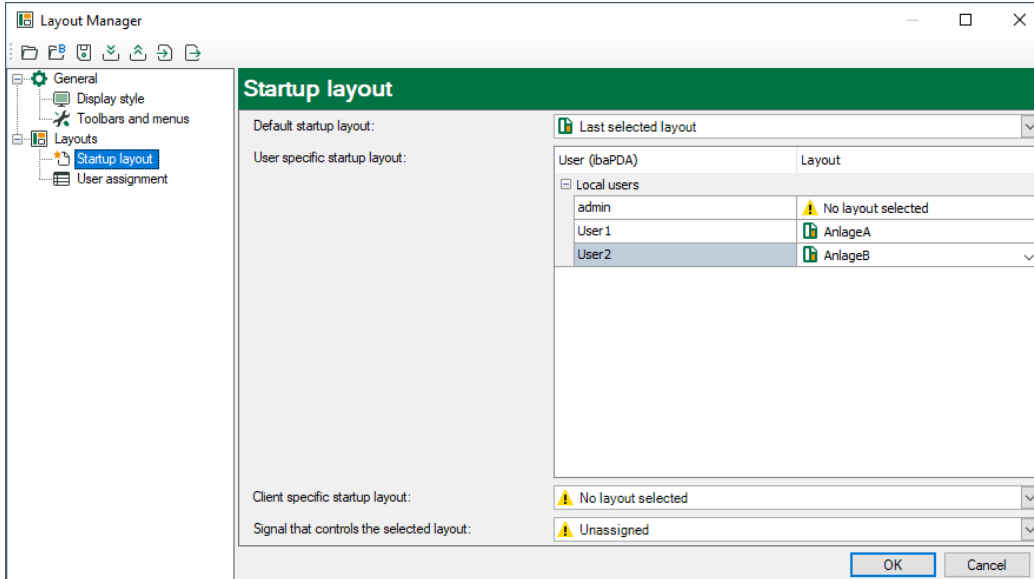 Layout Manager
B
General
Display style
Toolbars and menus
Layouts
Startup layout
User assignment
Startup layout
Default startup layout: Last selected layout
User specific startup layout: User (ibaPDA) Layout
Local users
admin No layout selected
User1 AnlageA
User2 AnlageB
Client specific startup layout: No layout selected
Signal that controls the selected layout: Unassigned
OK Cancel